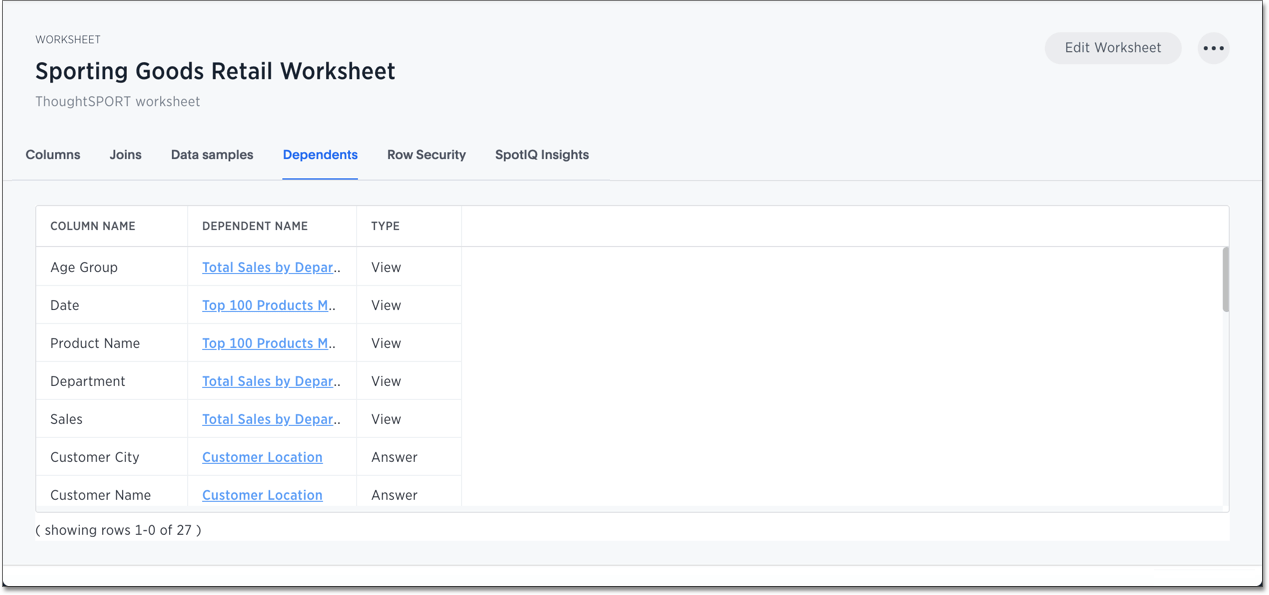 WORKSHEET
Sporting Goods Retail Worksheet
ThoughtSPORT worksheet
Edit Worksheet
Columns Joins Data samples Dependents Row Security SpotIQ Insights
COLUMN NAME DEPENDENT NAME TYPE
Age Group Total Sales by Depar.. View
Date Top 100 Products M.. View
Product Name Top 100 Products M.. View
Department Total Sales by Depar.. View
Sales Total Sales by Depar.. View
Customer City Customer Location Answer
Customer Name Customer Location Answer
( showing rows 1-0 of 27 )